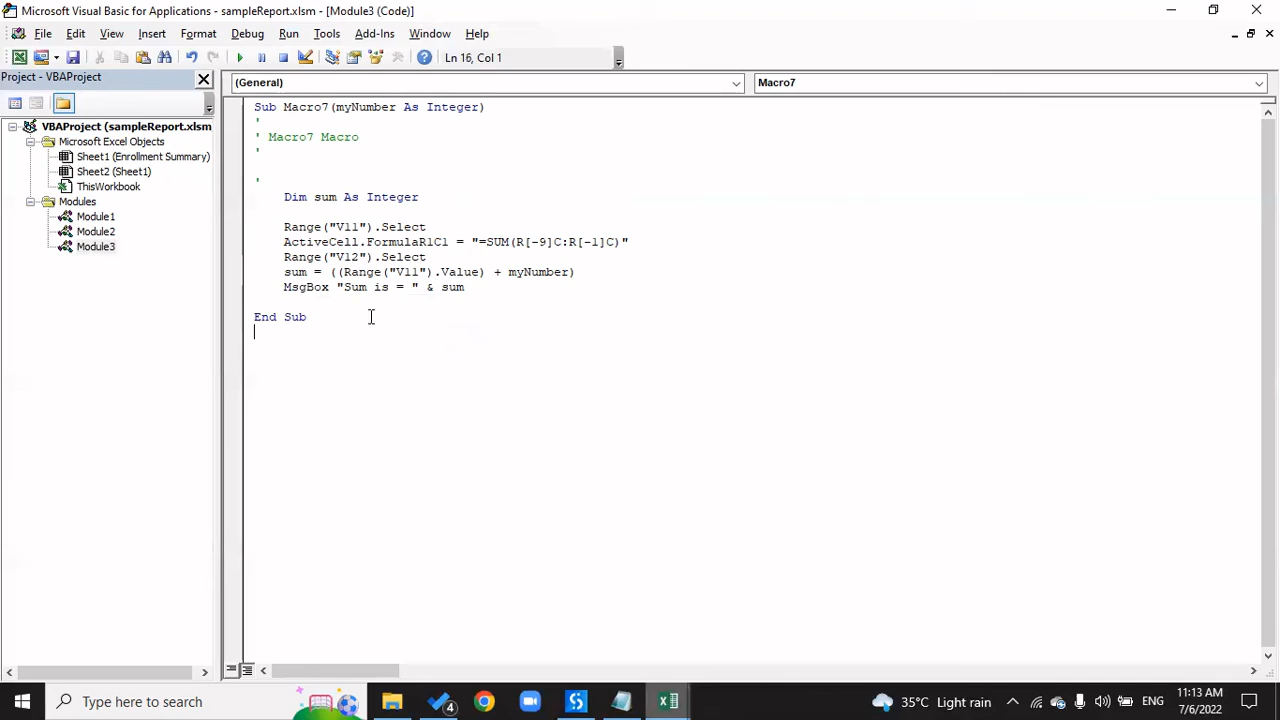 Microsoft Visual Basic for Applications - sampleReport.xlsm - [Module3 (Code)]
File Edit View Insert Format Debug Run Tools Add-Ins Window Help
Ln 16, Col 1
Project - VBAProject
(General)
Macro7
VBAProject (sampleReport.xlsm
Microsoft Excel Objects
Sheet1 (Enrollment Summary)
Sheet2 (Sheet1)
ThisWorkbook
Modules
Module1
Module2
Module3
Sub Macro7(myNumber As Integer)
'
' Macro7 Macro
'
'
Dim sum As Integer
Range("V11").Select
ActiveCell.FormulaR1C1 = "=SUM(R[-9]C:R[-1]C)"
Range("V12").Select
sum = ((Range("V11").Value) + myNumber)
MsgBox "Sum is = " & sum
End Sub
Type here to search
4
35°C Light rain
ENG
11:13 AM
7/6/2022